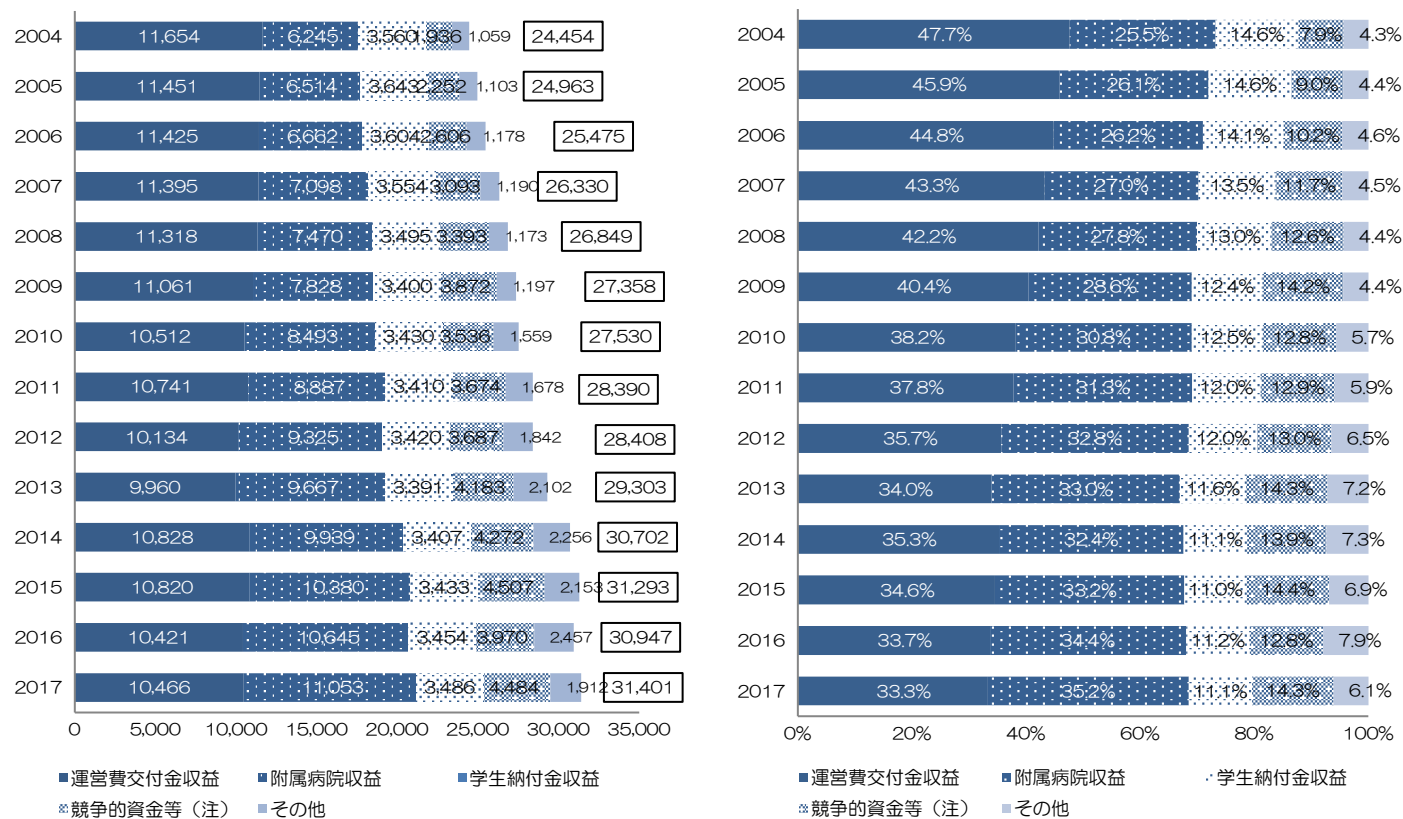 2004 11,654 6,245 3,560 1,936 1,059 24,454
2005 11,451 6,514 3,643 2,252 1,103 24,963
2006 11,425 6,662 3,604 2,606 1,178 25,475
2007 11,395 7,098 3,554 3,093 1,190 26,330
2008 11,318 7,470 3,495 3,393 1,173 26,849
2009 11,061 7,828 3,400 3,872 1,197 27,358
2010 10,512 8,493 3,430 3,536 1,559 27,530
2011 10,741 8,887 3,410 3,674 1,678 28,390
2012 10,134 9,325 3,420 3,687 1,842 28,408
2013 9,960 9,667 3,391 4,183 2,102 29,303
2014 10,828 9,939 3,407 4,272 2,256 30,702
2015 10,820 10,380 3,433 4,507 2,153 31,293
2016 10,421 10,645 3,454 3,970 2,457 30,947
2017 10,466 11,053 3,486 4,484 1,912 31,401
0 5,000 10,000 15,000 20,000 25,000 30,000 35,000
運営費交付金収益 附属病院収益 学生納付金収益
競争的資金等（注） その他
2004 47.7% 25.5% 14.6% 7.9% 4.3%
2005 45.9% 26.1% 14.6% 9.0% 4.4%
2006 44.8% 26.2% 14.1% 10.2% 4.6%
2007 43.3% 27.0% 13.5% 11.7% 4.5%
2008 42.2% 27.8% 13.0% 12.6% 4.4%
2009 40.4% 28.6% 12.4% 14.2% 4.4%
2010 38.2% 30.8% 12.5% 12.8% 5.7%
2011 37.8% 31.3% 12.0% 12.9% 5.9%
2012 35.7% 32.8% 12.0% 13.0% 6.5%
2013 34.0% 33.0% 11.6% 14.3% 7.2%
2014 35.3% 32.4% 11.1% 13.9% 7.3%
2015 34.6% 33.2% 11.0% 14.4% 6.9%
2016 33.7% 34.4% 11.2% 12.8% 7.9%
2017 33.3% 35.2% 11.1% 14.3% 6.1%
0% 20% 40% 60% 80% 100%
運営費交付金収益 附属病院収益 学生納付金収益
競争的資金等（注） その他